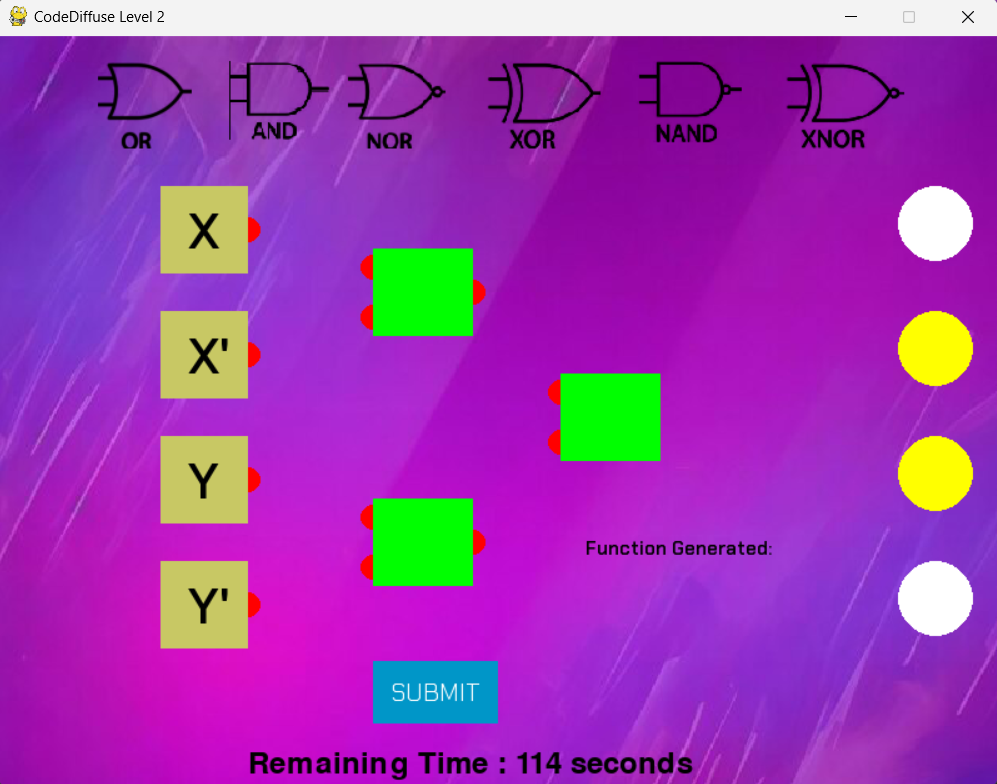 CodeDiffuse Level 2
OR AND NOR XOR NAND XNOR
X
X'
Y
Function Generated:
Y'
SUBMIT
Remaining Time : 114 seconds